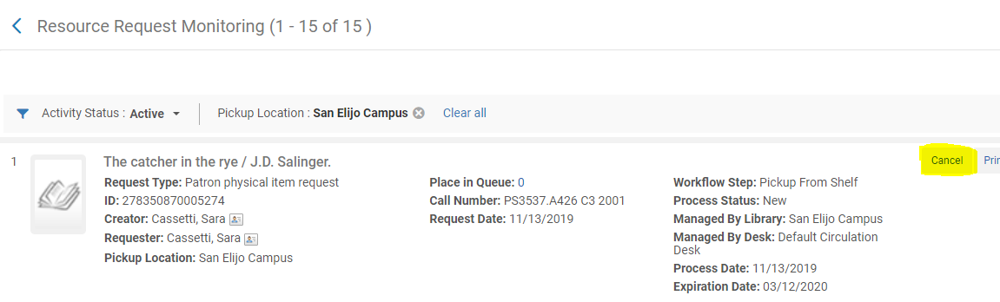 Resource Request Monitoring (1 - 15 of 15 )
Activity Status : Active Pickup Location : San Elijo Campus Clear all
1 The catcher in the rye / J.D. Salinger. Cancel
Request Type: Patron physical item request
ID: 278350870005274
Creator: Cassetti, Sara
Requester: Cassetti, Sara
Pickup Location: San Elijo Campus
Place in Queue: 0
Call Number: PS3537.A426 C3 2001
Request Date: 11/13/2019
Workflow Step: Pickup From Shelf
Process Status: New
Managed By Library: San Elijo Campus
Managed By Desk: Default Circulation
Desk
Process Date: 11/13/2019
Expiration Date: 03/12/2020